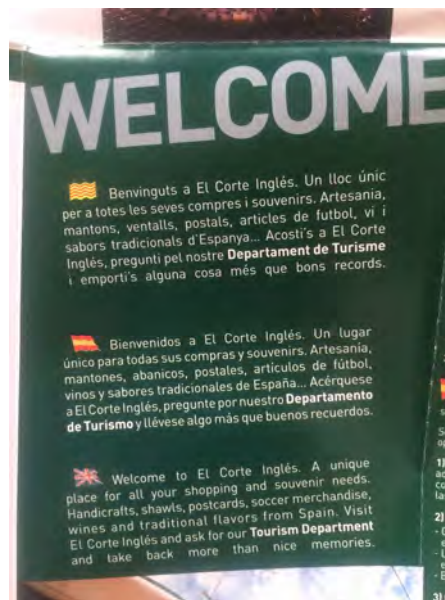 WELCOME
Benvinguts a El Corte Inglés. Un lloc únic
per a totes les seves compres i souvenirs. Artesania,
mantons, ventalls, postals, articles de futbol, vi i
sabors tradicionals d'Espanya... Acosti's a El Corte
Inglés, pregunti pel nostre Departament de Turisme
i emporti's alguna cosa més que bons records.
Bienvenidos a El Corte Inglés. Un lugar
único para todas sus compras y souvenirs. Artesanía,
mantones, abanicos, postales, artículos de fútbol,
vinos y sabores tradicionales de España... Acérquese
a El Corte Inglés, pregunte por nuestro Departamento
de Turismo y llévese algo más que buenos recuerdos.
Welcome to El Corte Inglés. A unique
place for all your shopping and souvenir needs.
Handicrafts, shawls, postcards, soccer merchandise,
wines and traditional flavors from Spain. Visit
El Corte Inglés and ask for our Tourism Department
and take back more than nice memories.
1)
2)
3)